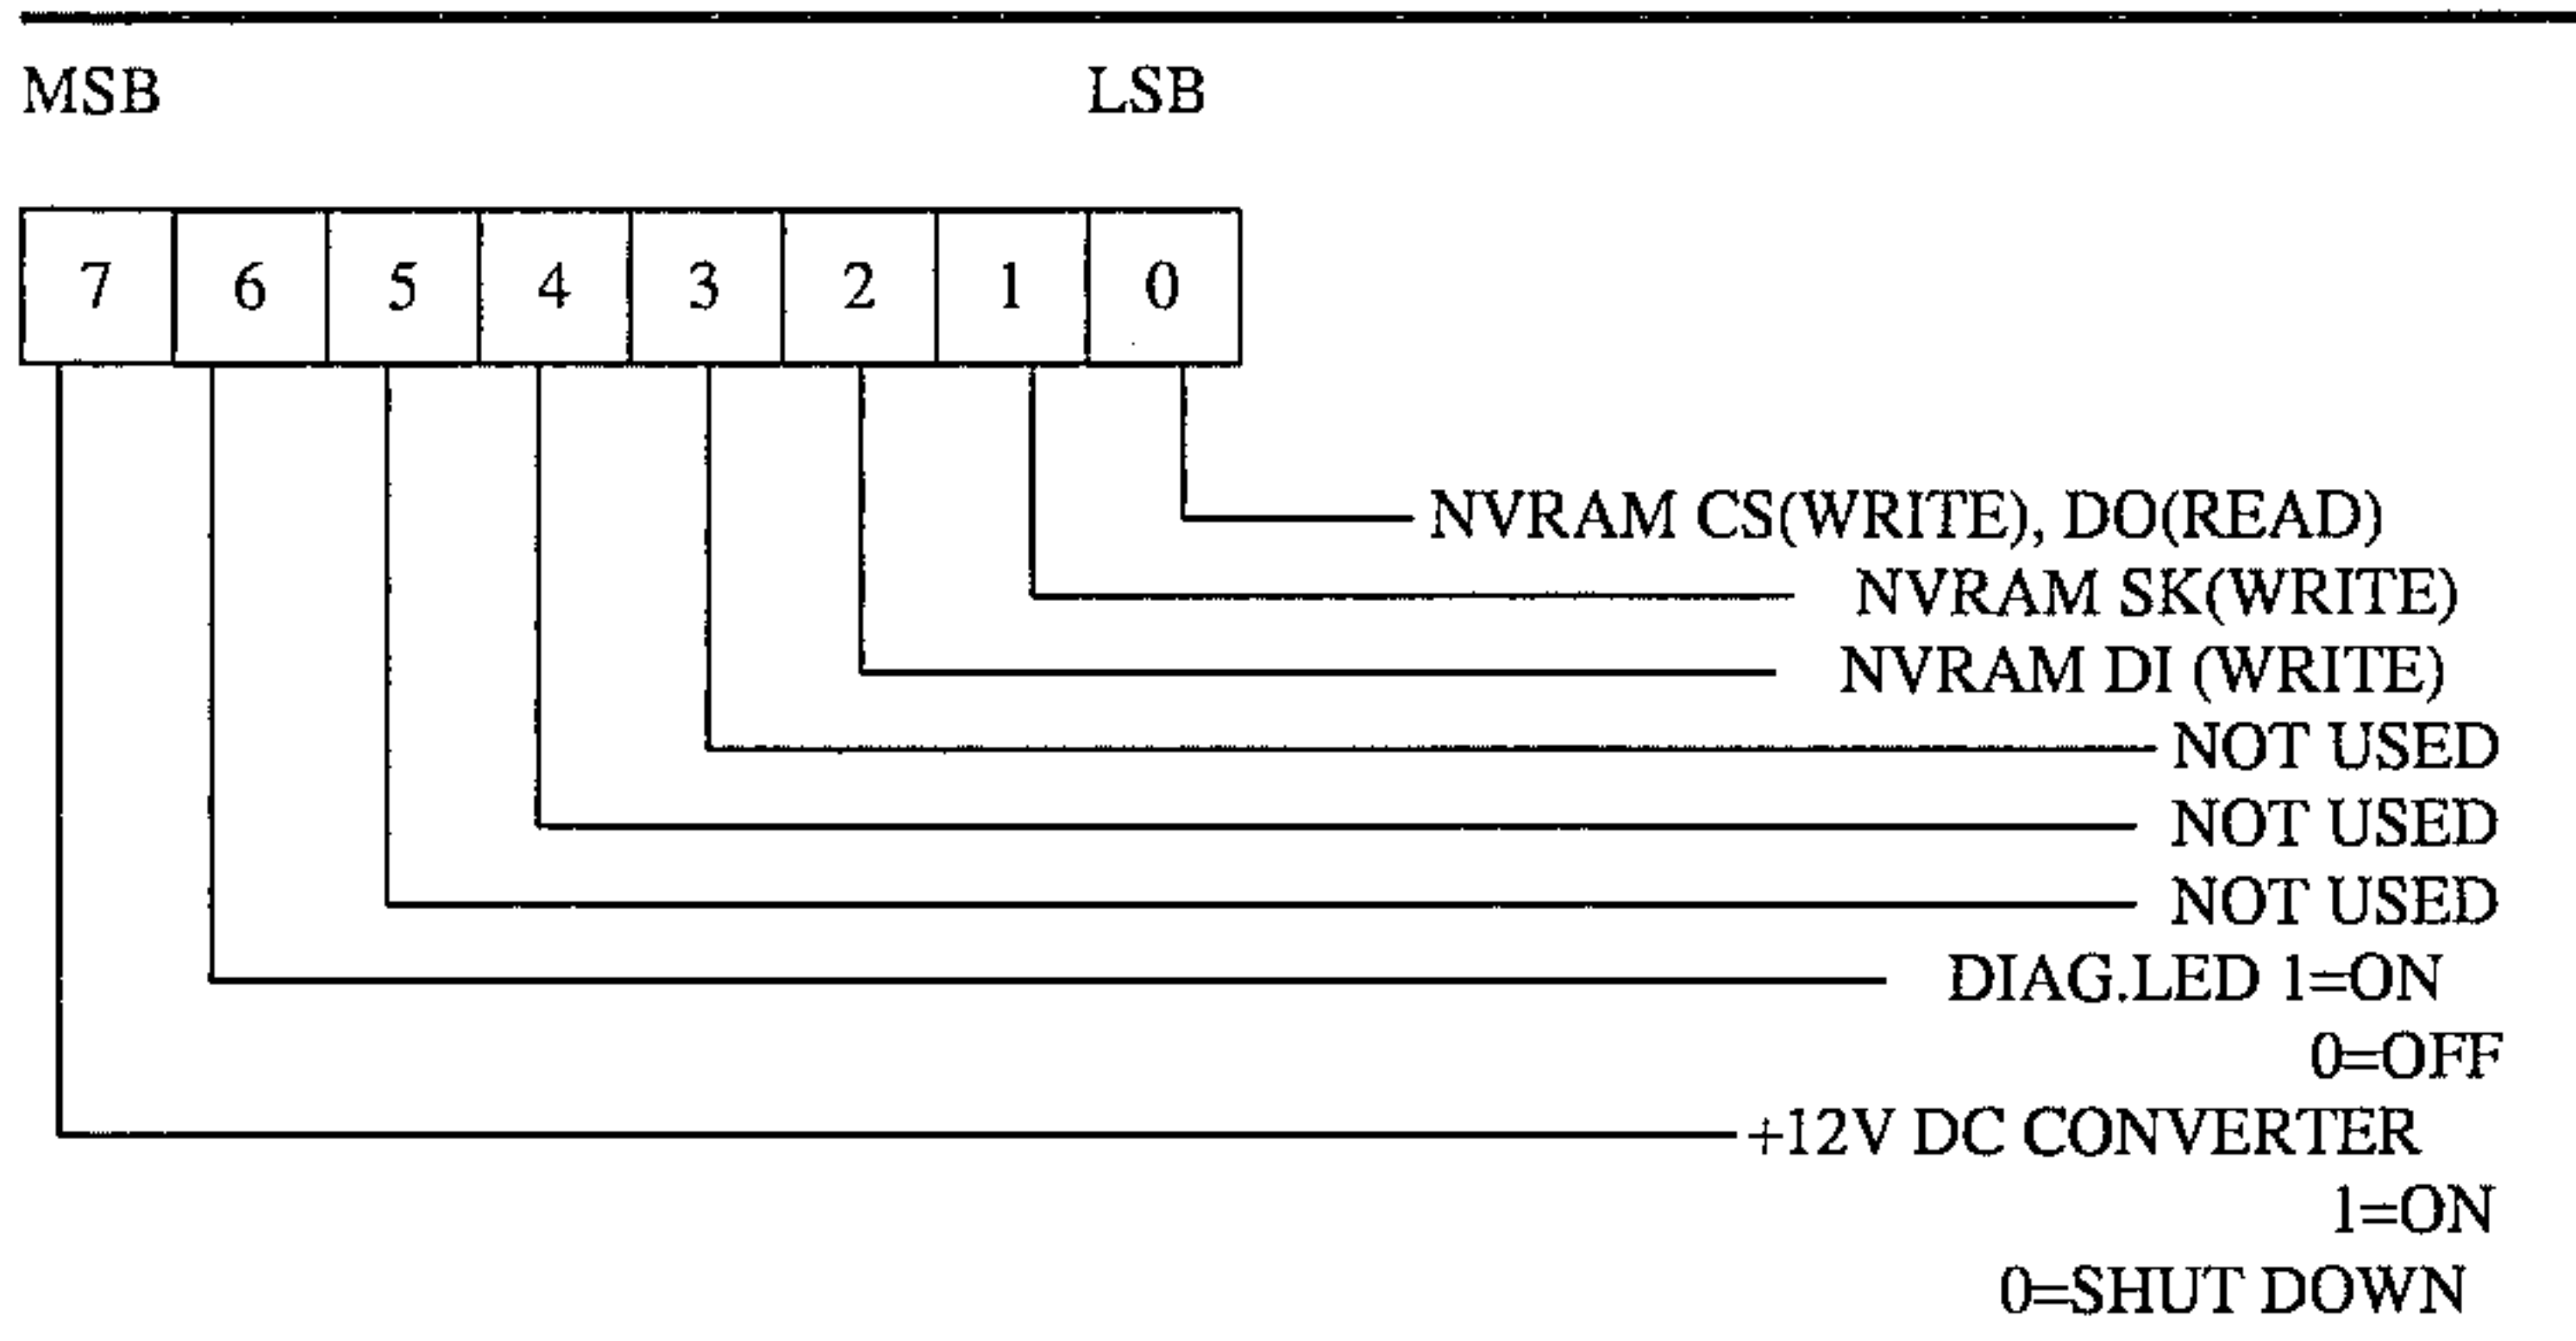 MSB LSB
7 6 5 4 3 2 1 0
NVRAM CS(WRITE), DO(READ)
NVRAM SK(WRITE)
NVRAM DI (WRITE)
NOT USED
NOT USED
NOT USED
DIAG.LED 1=ON
0=OFF
+12V DC CONVERTER
1=ON
0=SHUT DOWN